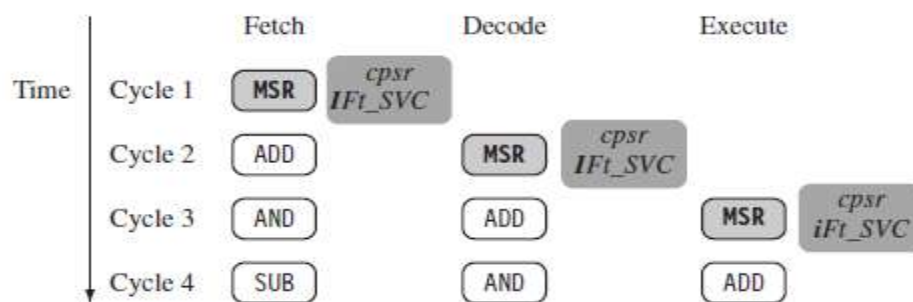 Fetch Decode Execute
Time Cycle 1 MSR cpsr IFt_SVC
Cycle 2 ADD MSR cpsr IFt_SVC
Cycle 3 AND ADD MSR cpsr iFt_SVC
Cycle 4 SUB AND ADD